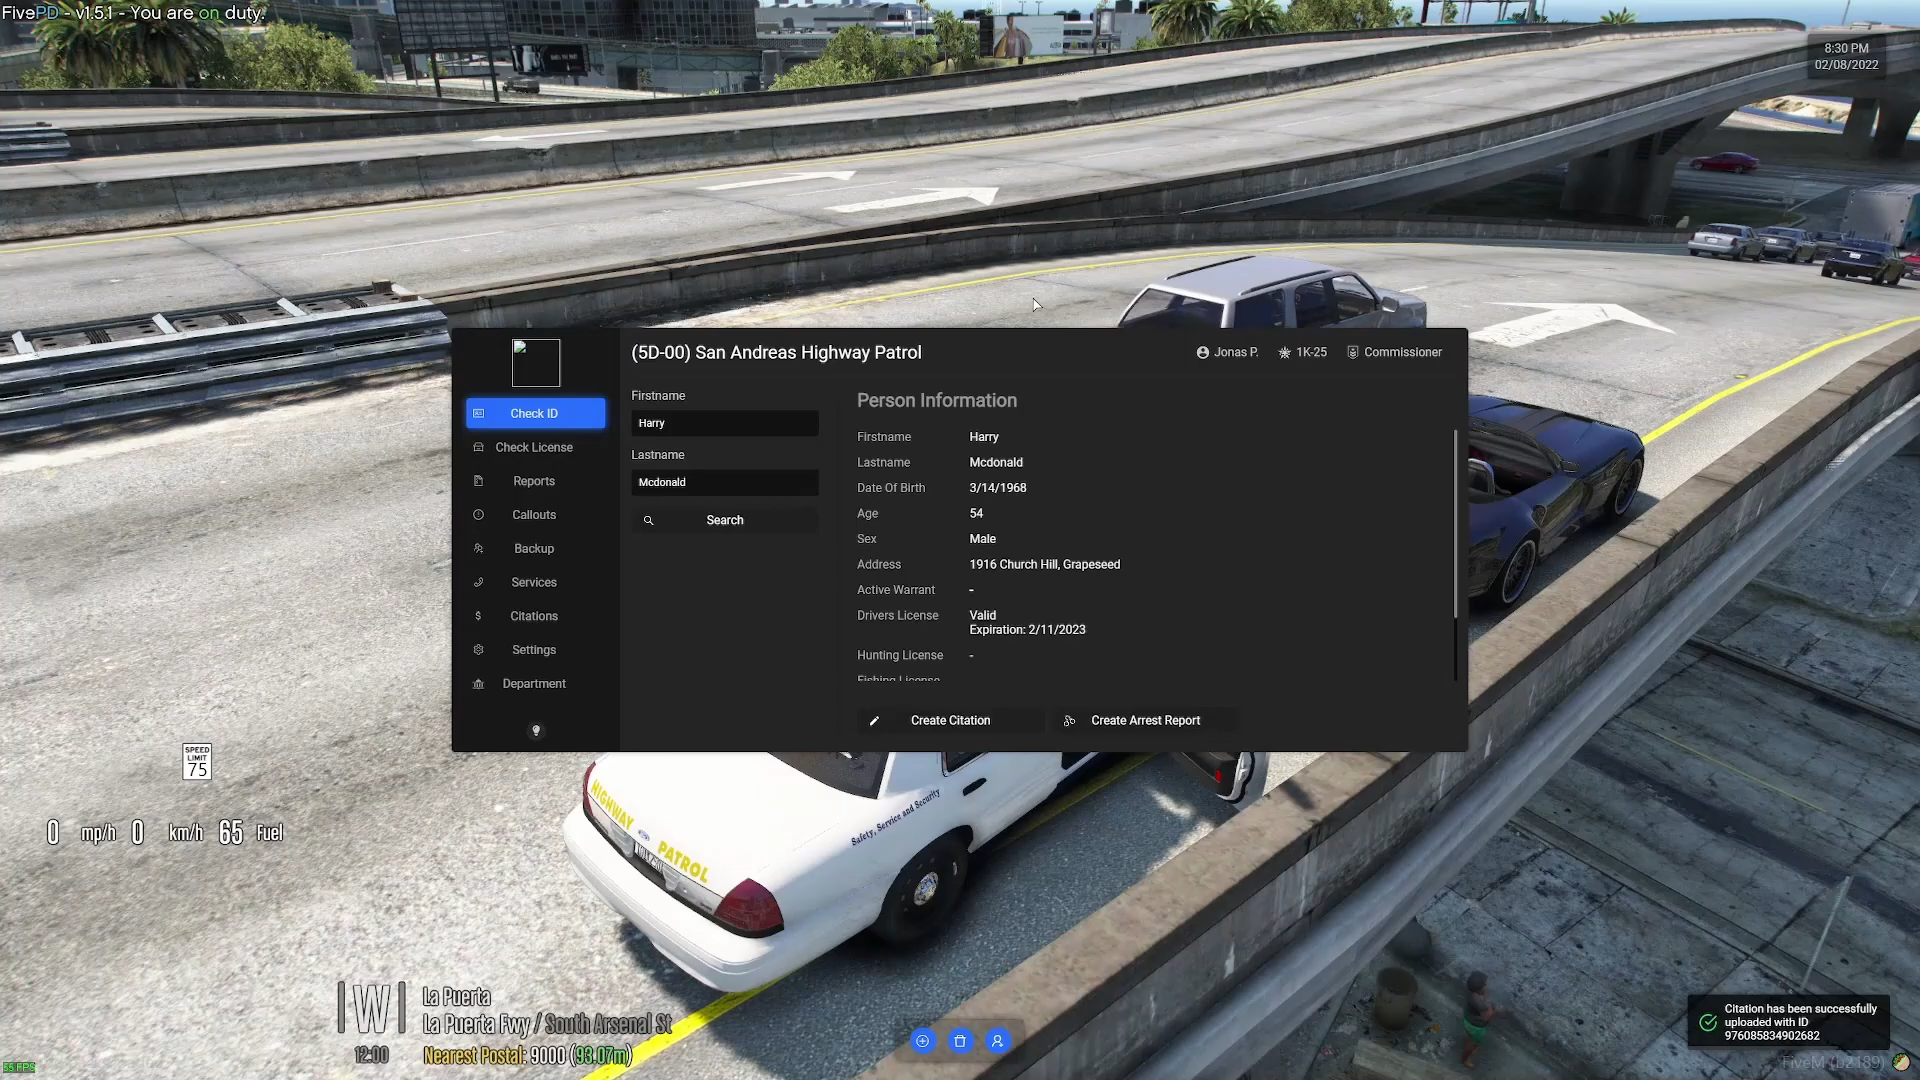 FivePD - v1.5.1 - You are on duty.
8:30 PM
02/08/2022
(5D-00) San Andreas Highway Patrol
Jonas P.
1K-25
Commissioner
Check ID
Check License
Reports
Callouts
Backup
Services
Citations
Settings
Department
Firstname
Harry
Lastname
Mcdonald
Search
Person Information
Firstname Harry
Lastname Mcdonald
Date Of Birth 3/14/1968
Age 54
Sex Male
Address 1916 Church Hill, Grapeseed
Active Warrant -
Drivers License Valid
Expiration: 2/11/2023
Hunting License -
Fishing License
Create Citation
Create Arrest Report
SPEED
LIMIT
75
0 mp/h 0 km/h 65 Fuel
HIGHWAY PATROL
Safety, Service and Security
|W|
La Puerta
La Puerta Fwy / South Arsenal St
12:00
Nearest Postal: 9000 (93.07m)
55 FPS
Citation has been successfully
uploaded with ID
976085834902682
FiveM (b2189)